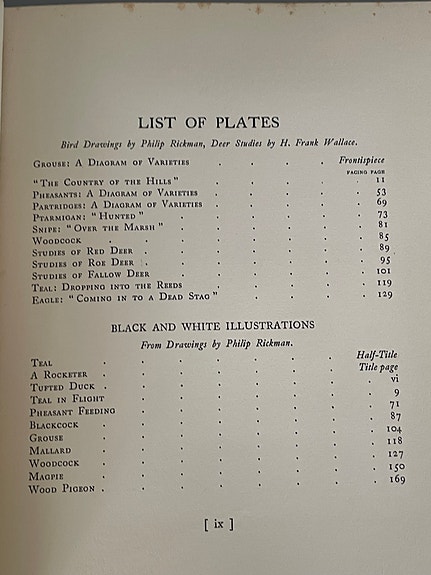 LIST OF PLATES
Bird Drawings by Philip Rickman, Deer Studies by H. Frank Wallace.
Grouse: A Diagram of Varieties . . . . Frontispiece
FACING PAGE
"The Country of the Hills" . . . . . 11
Pheasants: A Diagram of Varieties . . . . 53
Partridges: A Diagram of Varieties . . . . 69
Ptarmigan: "Hunted" . . . . . 73
Snipe: "Over the Marsh" . . . . . 81
Woodcock . . . . . . . 85
Studies of Red Deer . . . . . . 89
Studies of Roe Deer . . . . . . 95
Studies of Fallow Deer . . . . . 101
Teal: Dropping into the Reeds . . . . 119
Eagle: "Coming in to a Dead Stag" . . . . 129
BLACK AND WHITE ILLUSTRATIONS
From Drawings by Philip Rickman.
Teal . . . . . . . Half-Title
A Rocketer . . . . . . . Title page
Tufted Duck . . . . . . . . vi
Teal in Flight . . . . . . . 9
Pheasant Feeding . . . . . . . 71
Blackcock . . . . . . . . 87
Grouse . . . . . . . . 104
Mallard . . . . . . . . 118
Woodcock . . . . . . . . 127
Magpie . . . . . . . . 150
Wood Pigeon . . . . . . . . 169
[ ix ]